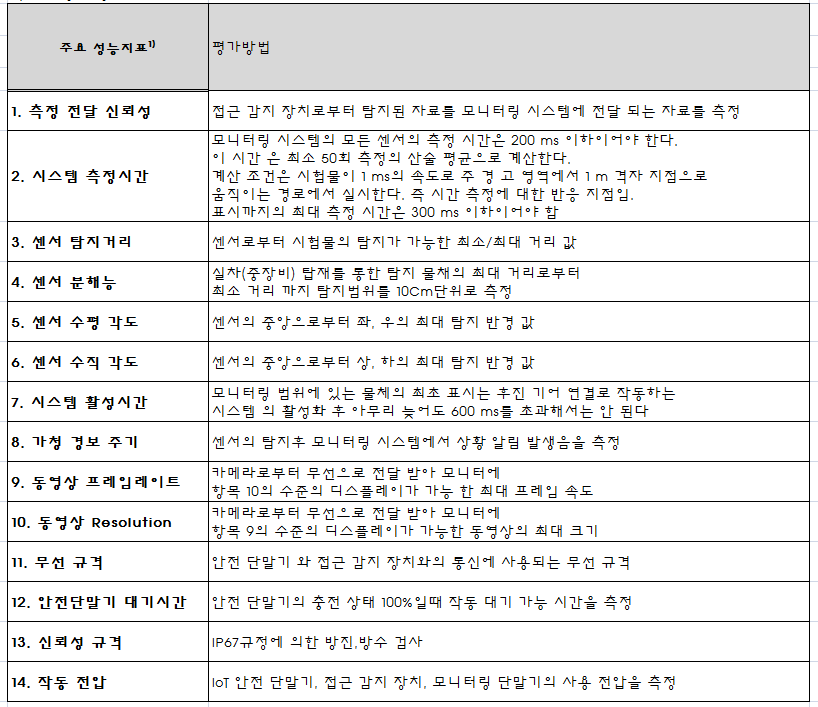 주요 성능지표1)
평가방법
1. 측정 전달 신뢰성
접근 감지 장치로부터 탐지된 자료를 모니터링 시스템에 전달 되는 자료를 측정
2. 시스템 측정시간
모니터링 시스템의 모든 센서의 측정 시간은 200 ms 이하이어야 한다.
이 시간 은 최소 50회 측정의 산술 평균으로 계산한다.
계산 조건은 시험물이 1 ms의 속도로 주 경 고 영역에서 1 m 격자 지점으로
움직이는 경로에서 실시한다. 즉 시간 측정에 대한 반응 지점임.
표시까지의 최대 측정 시간은 300 ms 이하이어야 함
3. 센서 탐지거리
센서로부터 시험물의 탐지가 가능한 최소/최대 거리 값
4. 센서 분해능
실차(중장비) 탑재를 통한 탐지 물채의 최대 거리로부터
최소 거리 까지 탐지범위를 10Cm단위로 측정
5. 센서 수평 각도
센서의 중앙으로부터 좌, 우의 최대 탐지 반경 값
6. 센서 수직 각도
센서의 중앙으로부터 상, 하의 최대 탐지 반경 값
7. 시스템 활성시간
모니터링 범위에 있는 물체의 최초 표시는 후진 기어 연결로 작동하는
시스템 의 활성화 후 아무리 늦어도 600 ms를 초과해서는 안 된다
8. 가청 경보 주기
센서의 탐지후 모니터링 시스템에서 상황 알림 발생음을 측정
9. 동영상 프레임레이트
카메라로부터 무선으로 전달 받아 모니터에
항목 10의 수준의 디스플레이가 가능 한 최대 프레임 속도
10. 동영상 Resolution
카메라로부터 무선으로 전달 받아 모니터에
항목 9의 수준의 디스플레이가 가능한 동영상의 최대 크기
11. 무선 규격
안전 단말기 와 접근 감지 장치와의 통신에 사용되는 무선 규격
12. 안전단말기 대기시간
안전 단말기의 충전 상태 100%일때 작동 대기 가능 시간을 측정
13. 신뢰성 규격
IP67규정에 의한 방진,방수 검사
14. 작동 전압
IoT 안전 단말기, 접근 감지 장치, 모니터링 단말기의 사용 전압을 측정